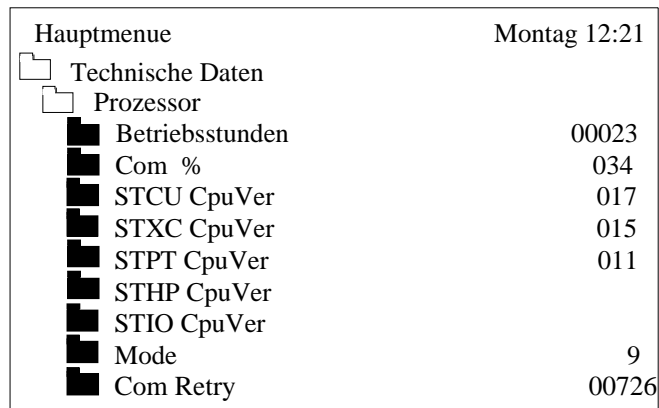 Hauptmenue Montag 12:21
Technische Daten
Prozessor
Betriebsstunden 00023
Com % 034
STCU CpuVer 017
STXC CpuVer 015
STPT CpuVer 011
STHP CpuVer
STIO CpuVer
Mode 9
Com Retry 00726